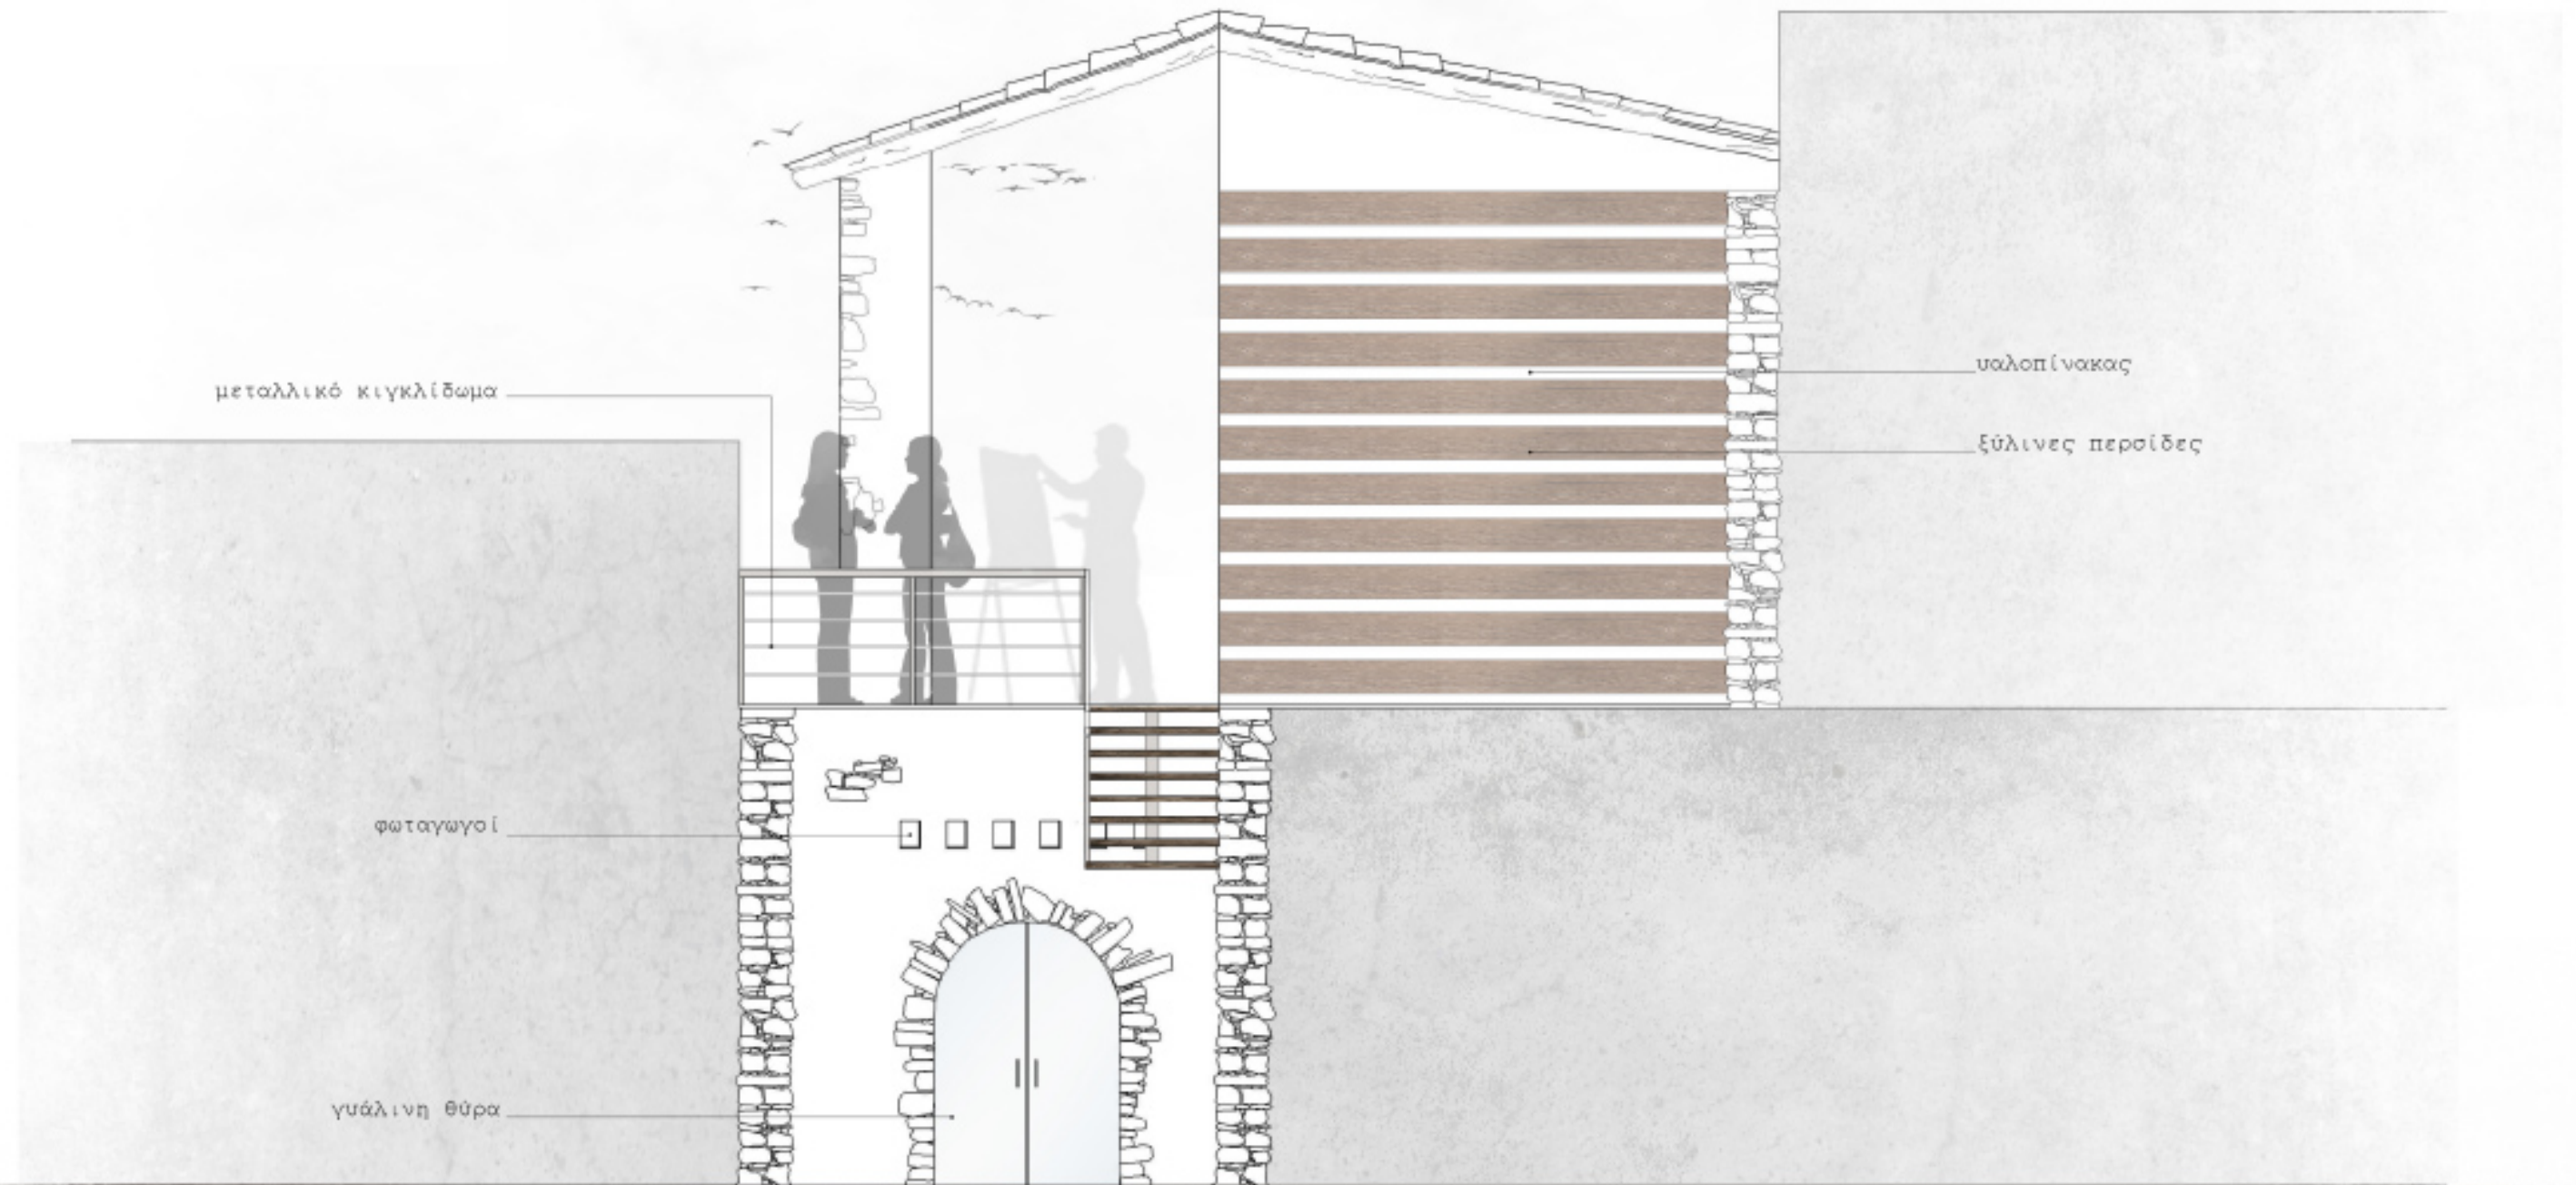 μεταλλικό κιγκλίδωμα
υαλοπίνακας
ξύλινες περσίδες
φωταγωγοί
γυάλινη θύρα